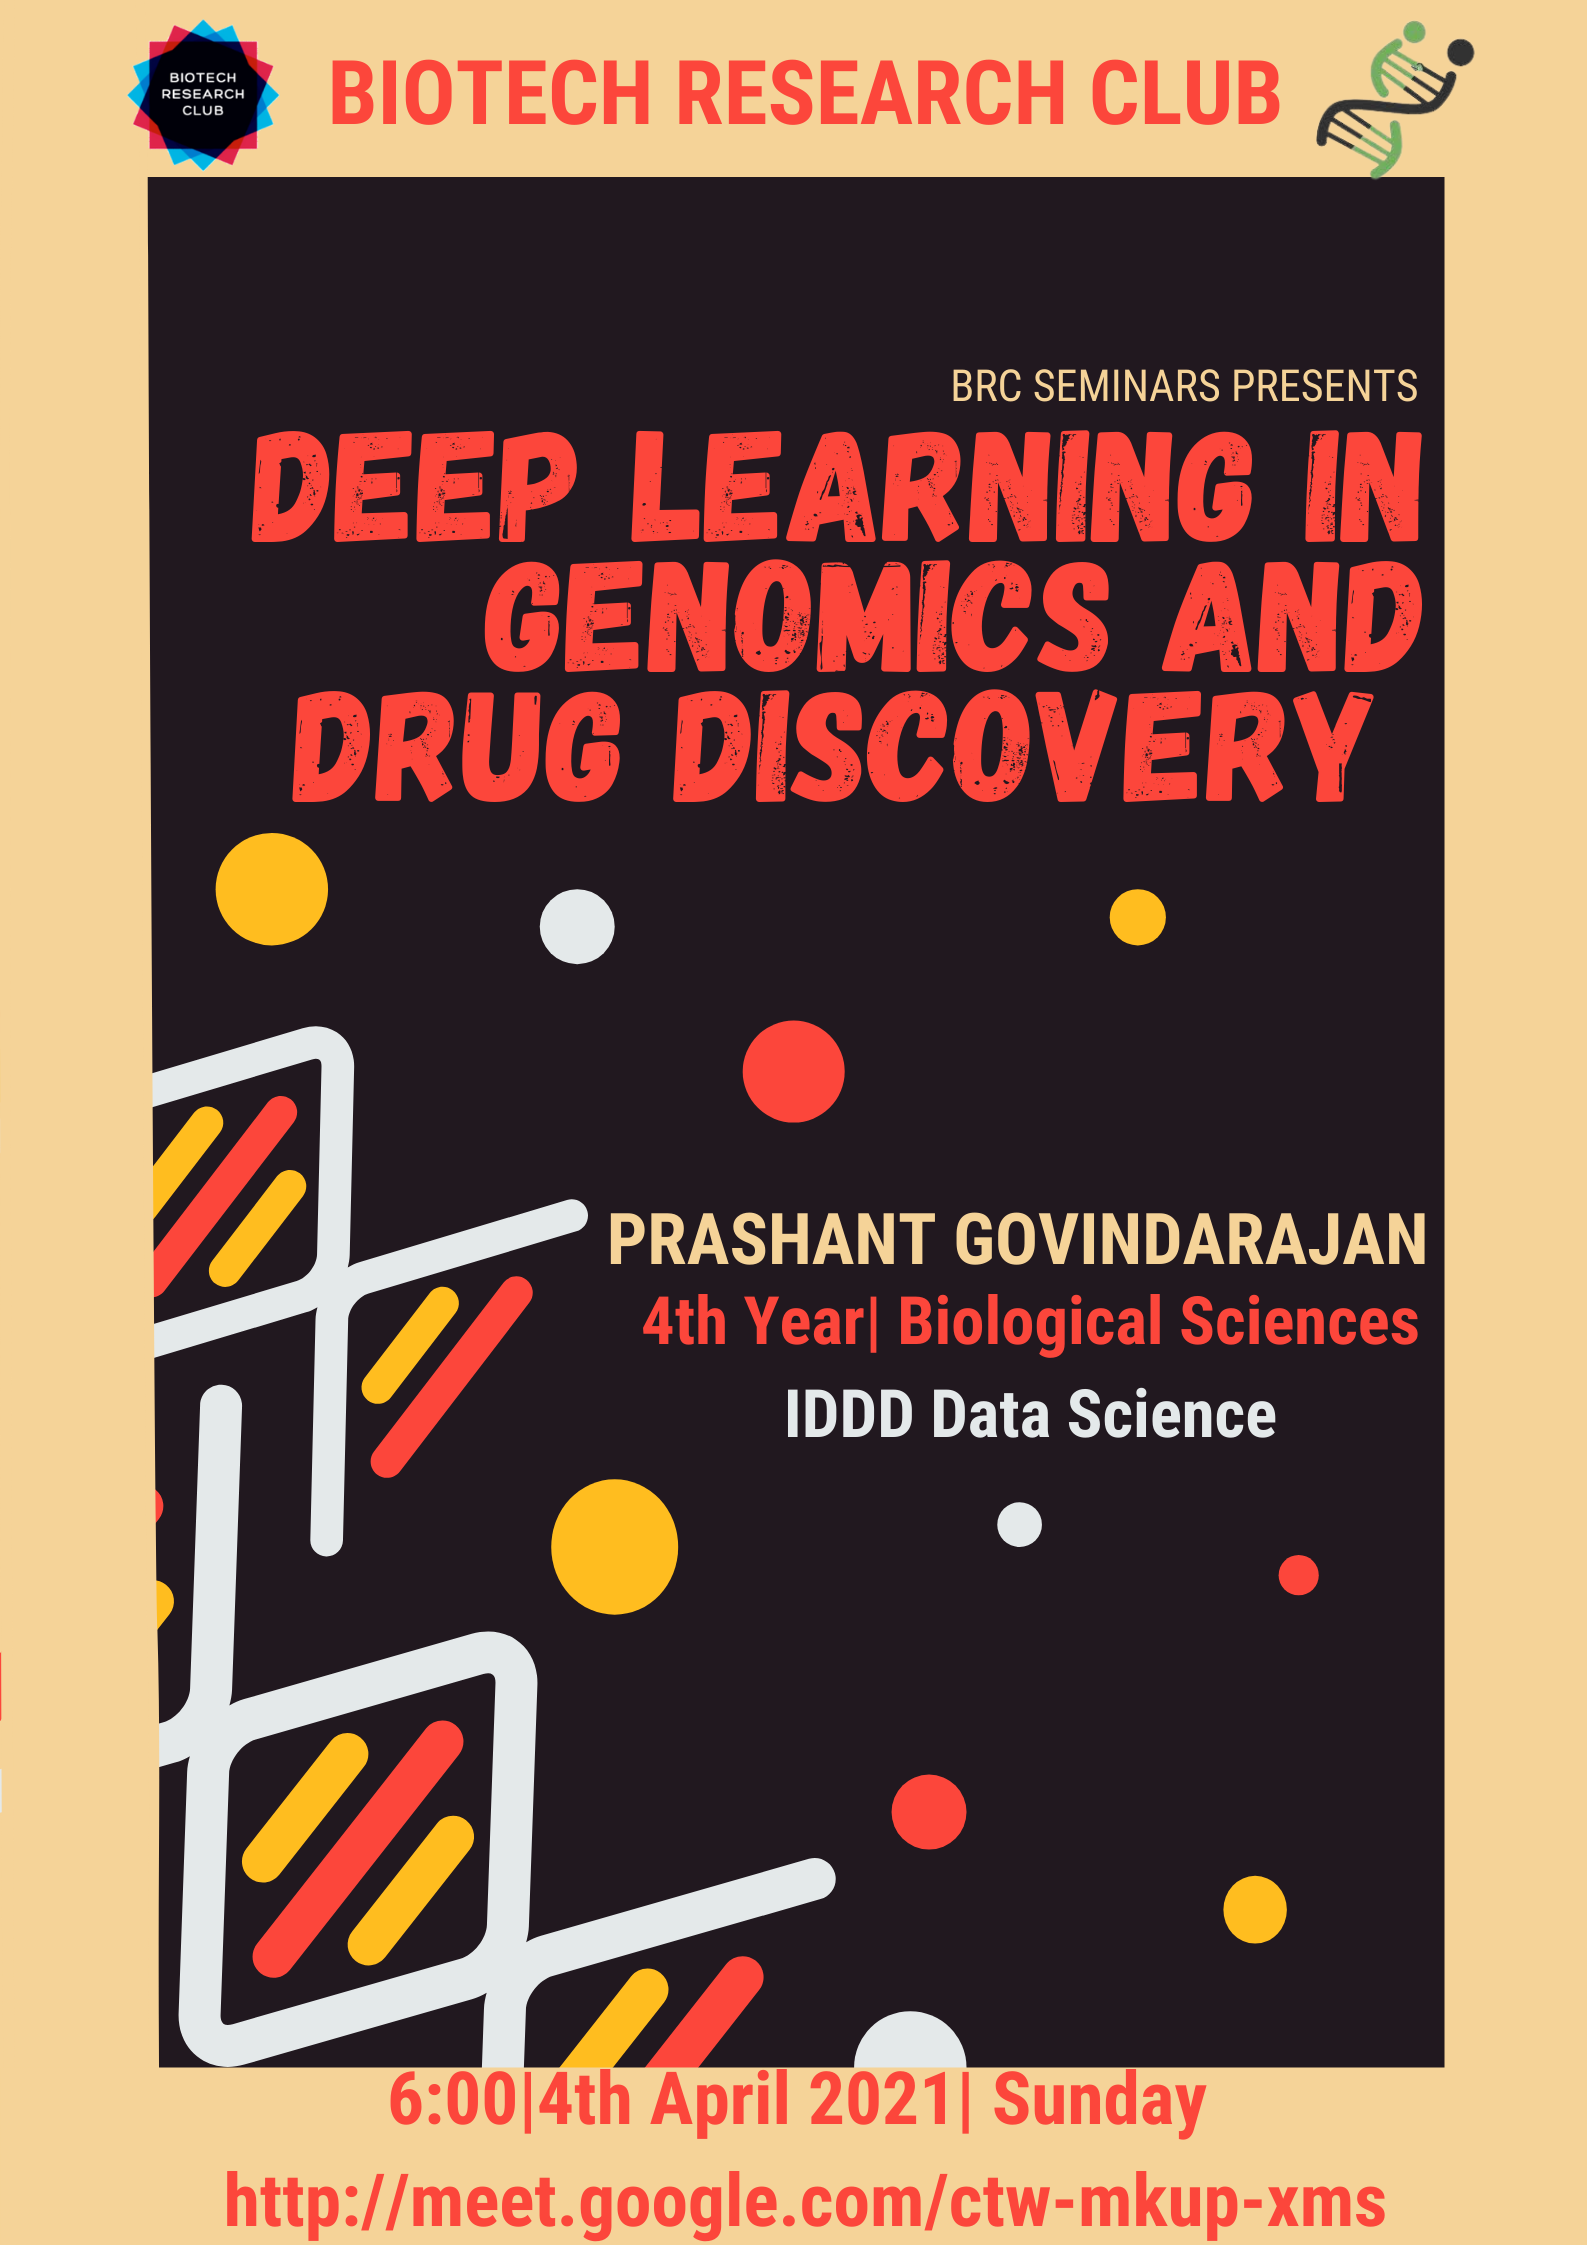 BIOTECH
RESEARCH
CLUB
BIOTECH RESEARCH CLUB
BRC SEMINARS PRESENTS
DEEP LEARNING IN
GENOMICS AND
DRUG DISCOVERY
PRASHANT GOVINDARAJAN
4th Year| Biological Sciences
IDDD Data Science
6:00|4th April 2021| Sunday
http://meet.google.com/ctw-mkup-xms